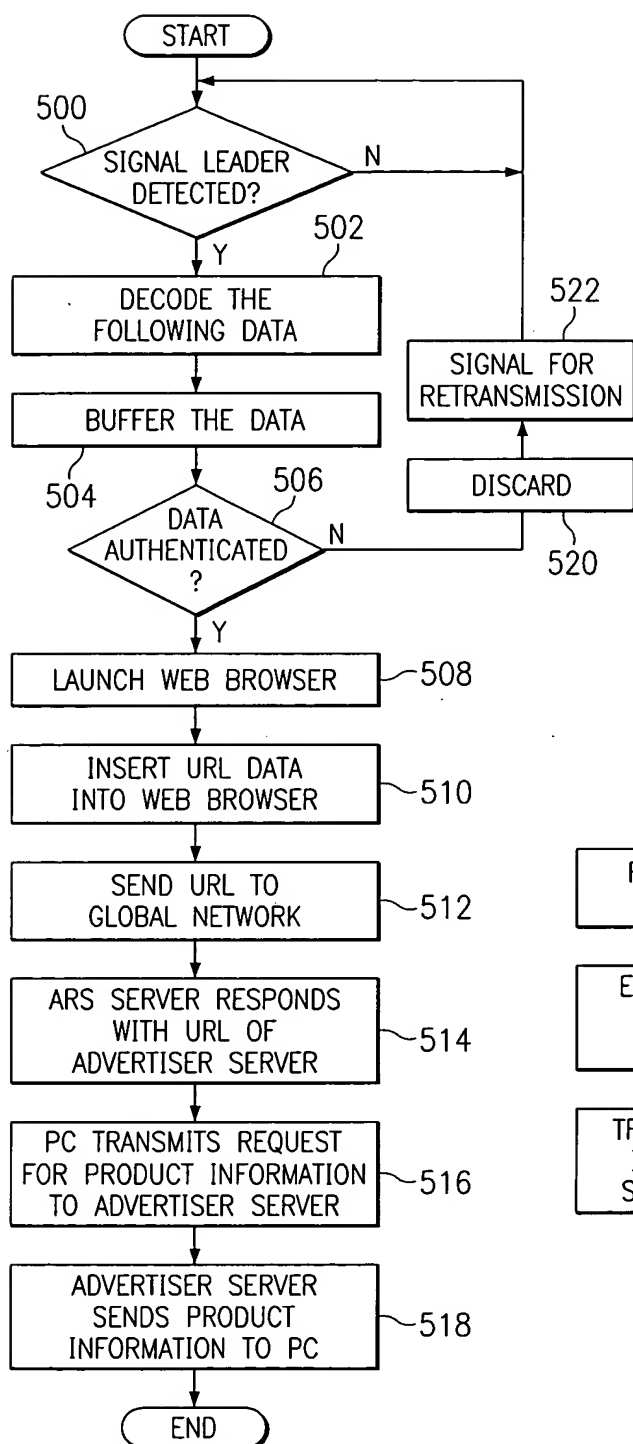 START
500
SIGNAL LEADER
DETECTED?
N
Y
502
DECODE THE
FOLLOWING DATA
522
SIGNAL FOR
RETRANSMISSION
BUFFER THE DATA
504
506
DISCARD
520
DATA
AUTHENTICATED
?
N
Y
LAUNCH WEB BROWSER
508
INSERT URL DATA
INTO WEB BROWSER
510
SEND URL TO
GLOBAL NETWORK
512
ARS SERVER RESPONDS
WITH URL OF
ADVERTISER SERVER
514
PC TRANSMITS REQUEST
FOR PRODUCT INFORMATION
TO ADVERTISER SERVER
516
ADVERTISER SERVER
SENDS PRODUCT
INFORMATION TO PC
518
END